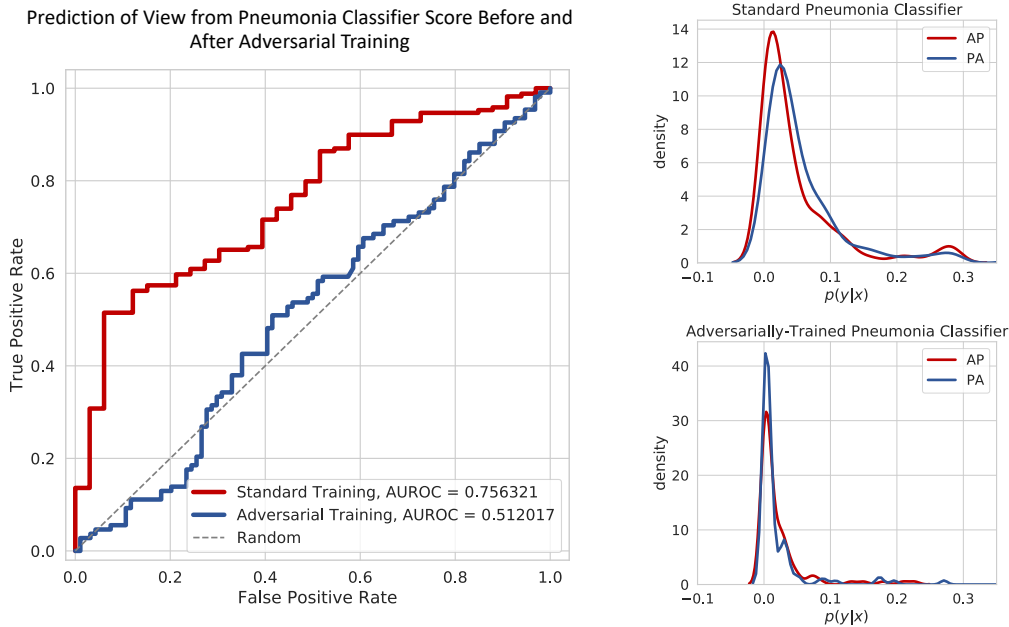 Prediction of View from Pneumonia Classifier Score Before and
After Adversarial Training
True Positive Rate
1.0
0.8
0.6
0.4
0.2
0.0
Standard Training, AUROC = 0.756321
Adversarial Training, AUROC = 0.512017
Random
0.0 0.2 0.4 0.6 0.8 1.0
False Positive Rate
Standard Pneumonia Classifier
density
14
12
10
8
6
4
2
0
AP
PA
−0.1 0.0 0.1 0.2 0.3
p(y|x)
Adversarially-Trained Pneumonia Classifier
density
40
30
20
10
0
AP
PA
−0.1 0.0 0.1 0.2 0.3
p(y|x)